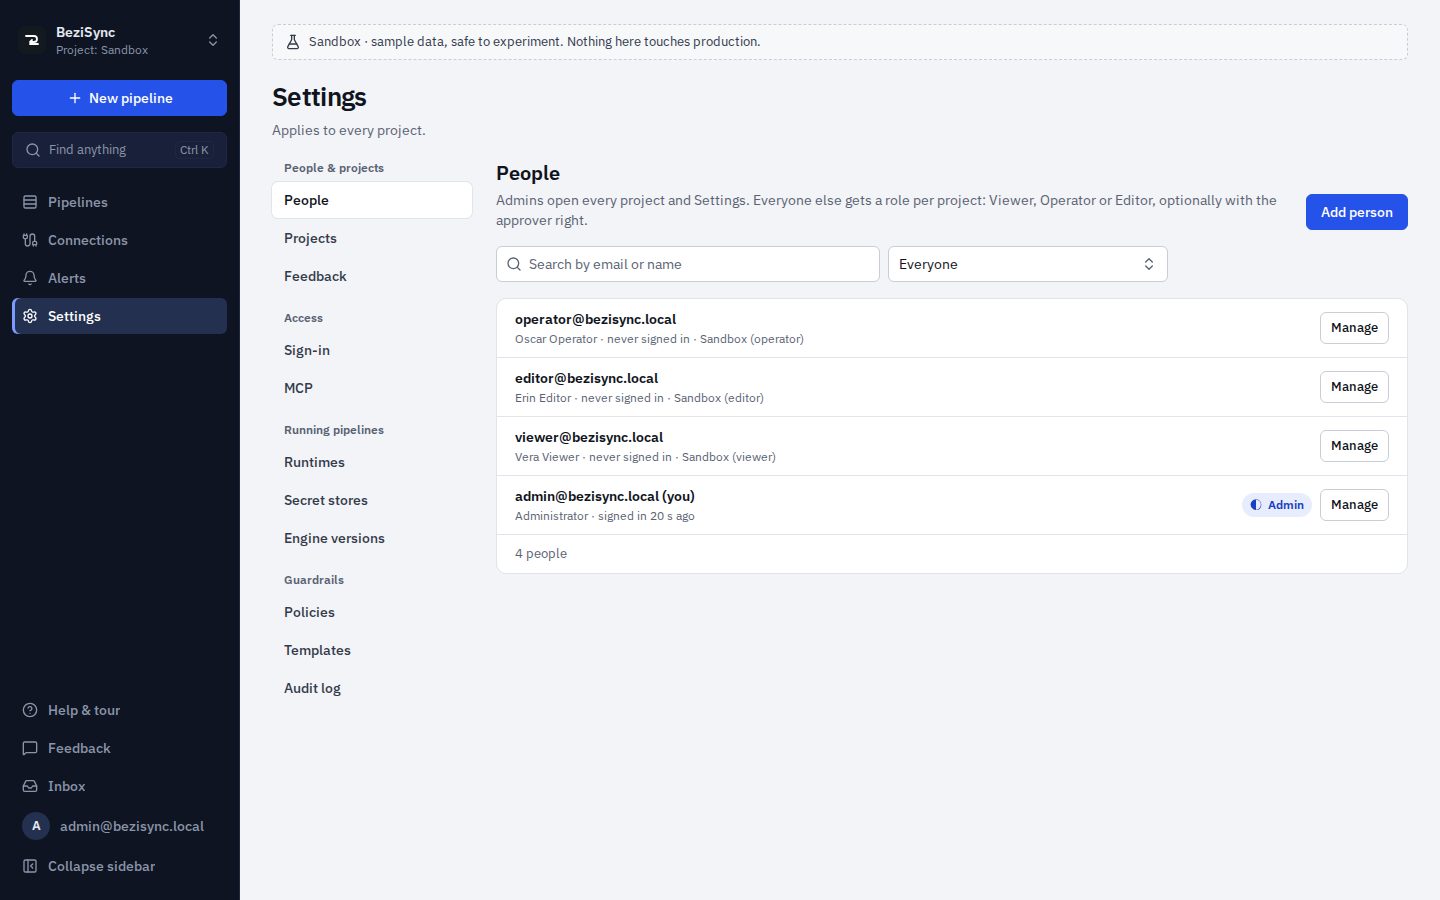 BeziSync
Project: Sandbox
New pipeline
Find anything
Ctrl K
Pipelines
Connections
Alerts
Settings
Help & tour
Feedback
Inbox
A
admin@bezisync.local
Collapse sidebar
Sandbox · sample data, safe to experiment. Nothing here touches production.
Settings
Applies to every project.
People & projects
People
Projects
Feedback
Access
Sign-in
MCP
Running pipelines
Runtimes
Secret stores
Engine versions
Guardrails
Policies
Templates
Audit log
People
Admins open every project and Settings. Everyone else gets a role per project: Viewer, Operator or Editor, optionally with the
approver right.
Add person
Search by email or name
Everyone
operator@bezisync.local
Oscar Operator · never signed in · Sandbox (operator)
Manage
editor@bezisync.local
Erin Editor · never signed in · Sandbox (editor)
Manage
viewer@bezisync.local
Vera Viewer · never signed in · Sandbox (viewer)
Manage
admin@bezisync.local (you)
Administrator · signed in 20 s ago
Admin
Manage
4 people